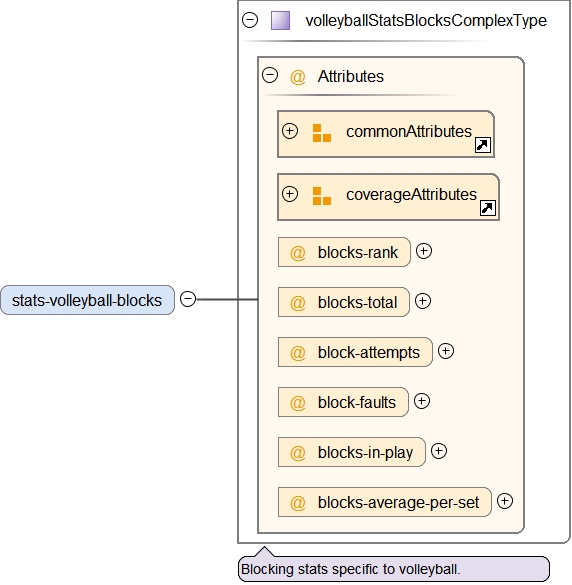 volleyballStatsBlocksComplexType
@ Attributes
commonAttributes
coverageAttributes
@ blocks-rank
@ blocks-total
stats-volleyball-blocks
@ block-attempts
@ block-faults
@ blocks-in-play
@ blocks-average-per-set
Blocking stats specific to volleyball.